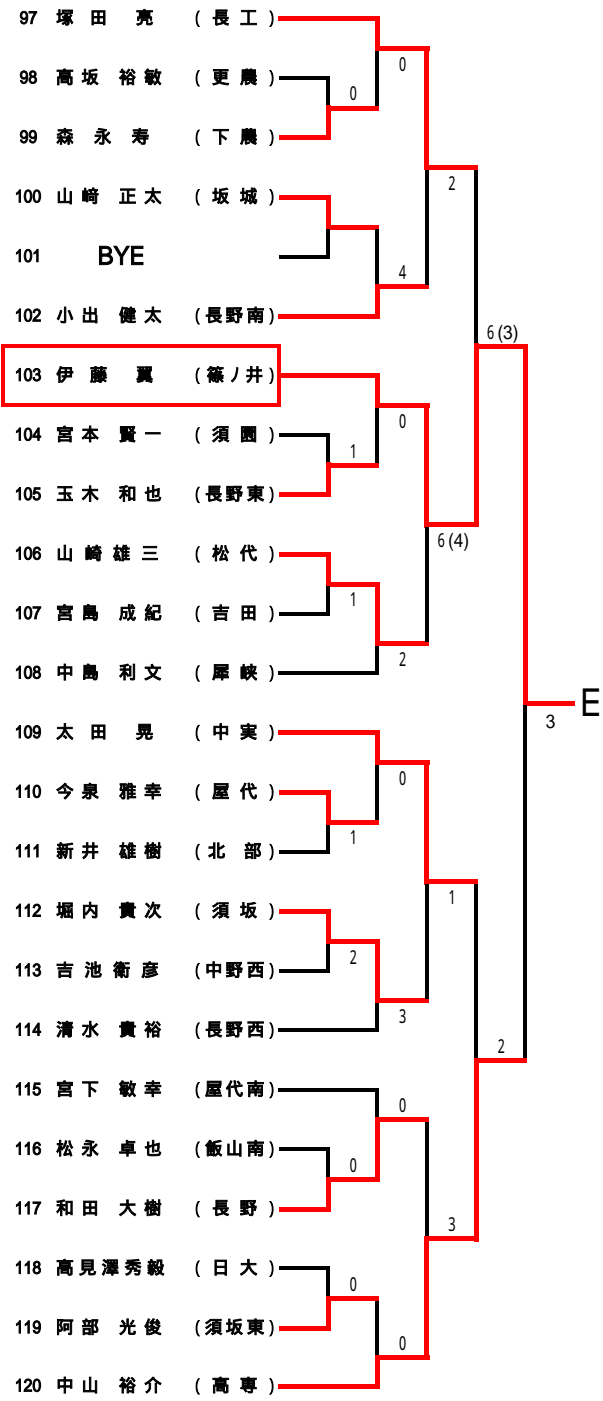 97 塚田 亮 (長工)
0
98 高坂 裕敏 (更農)
0
99 森永 寿 (下農)
2
100 山﨑 正太 (坂城)
101 BYE
4
102 小出 健太 (長野南)
6(3)
103 伊藤 翼 (篠ノ井)
0
104 宮本 賢一 (須園)
1
105 玉木 和也 (長野東)
6(4)
106 山崎雄三 (松代)
1
107 宮島 成紀 (吉田)
2
108 中島 利文 (犀峡)
E
3
109 太田 晃 (中実)
0
110 今泉 雅幸 (屋代)
1
111 新井 雄樹 (北部)
1
112 堀内 貴次 (須坂)
2
113 吉池衛彦 (中野西)
3
114 清水 貴裕 (長野西)
2
115 宮下 敏幸 (屋代南)
0
116 松永 卓也 (飯山南)
0
117 和田 大樹 (長野)
3
118 高見澤秀毅 (日大)
0
119 阿部 光俊 (須坂東)
0
120 中山 裕介 (高専)